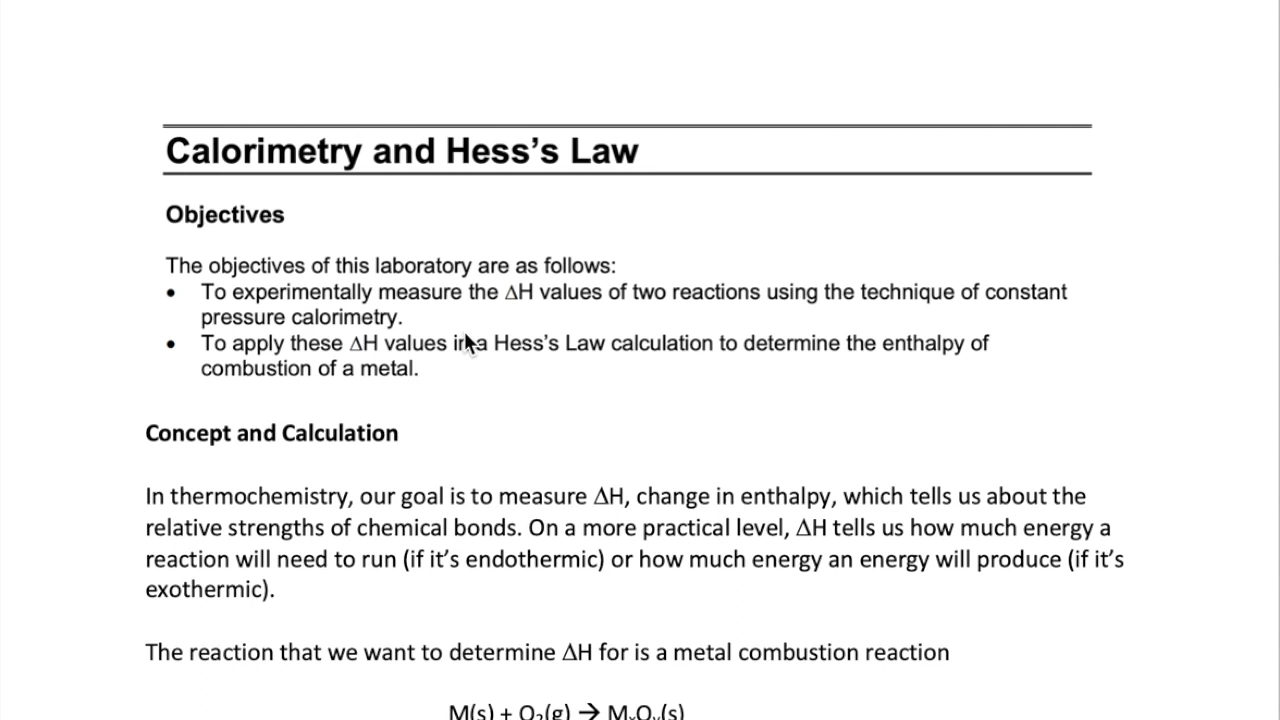 Calorimetry and Hess’s Law
Objectives
The objectives of this laboratory are as follows:
• To experimentally measure the ΔH values of two reactions using the technique of constant
pressure calorimetry.
• To apply these ΔH values in a Hess’s Law calculation to determine the enthalpy of
combustion of a metal.
Concept and Calculation
In thermochemistry, our goal is to measure ΔH, change in enthalpy, which tells us about the
relative strengths of chemical bonds. On a more practical level, ΔH tells us how much energy a
reaction will need to run (if it’s endothermic) or how much energy an energy will produce (if it’s
exothermic).
The reaction that we want to determine ΔH for is a metal combustion reaction
M(s) + O₂(g) → MₓOᵧ(s)